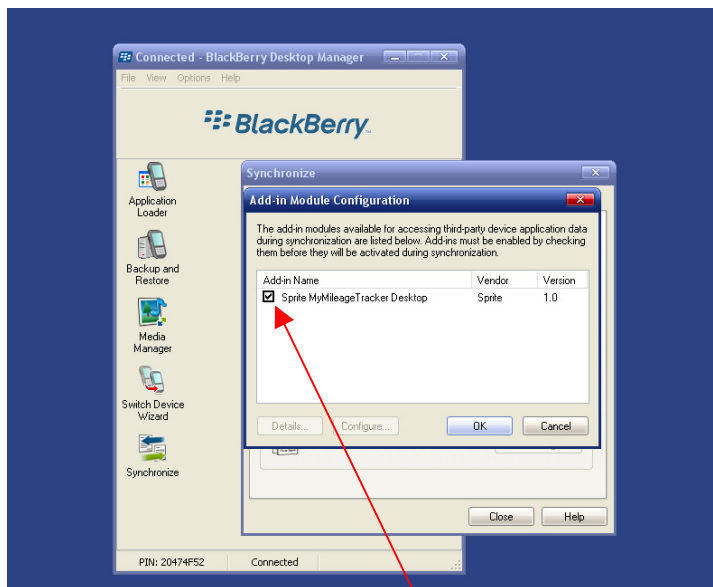 Connected - BlackBerry Desktop Manager
File View Options Help
BlackBerry
Application
Loader
Backup and
Restore
Media
Manager
Switch Device
Wizard
Synchronize
Synchronize
Add-in Module Configuration
The add-in modules available for accessing third-party device application data
during synchronization are listed below. Add-ins must be enabled by checking
them before they will be activated during synchronization.
Add-in Name Vendor Version
Sprite MyMileageTracker Desktop Sprite 1.0
Details... Configure... OK Cancel
Close Help
PIN: 20474F52 Connected